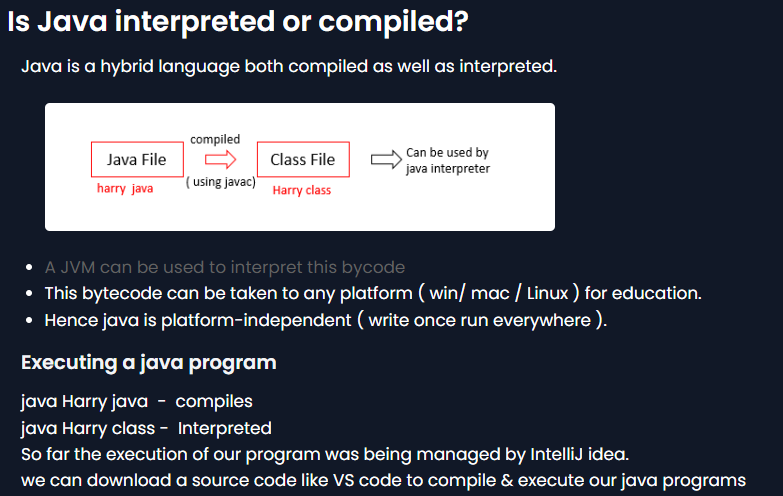 Is Java interpreted or compiled?
Java is a hybrid language both compiled as well as interpreted.
compiled
Java File
Class File
Can be used by
java interpreter
( using javac)
harry java
Harry class
A JVM can be used to interpret this bycode
This bytecode can be taken to any platform ( win/ mac / Linux ) for education.
Hence java is platform-independent ( write once run everywhere ).
Executing a java program
java Harry java - compiles
java Harry class - Interpreted
So far the execution of our program was being managed by IntelliJ idea.
we can download a source code like VS code to compile & execute our java programs